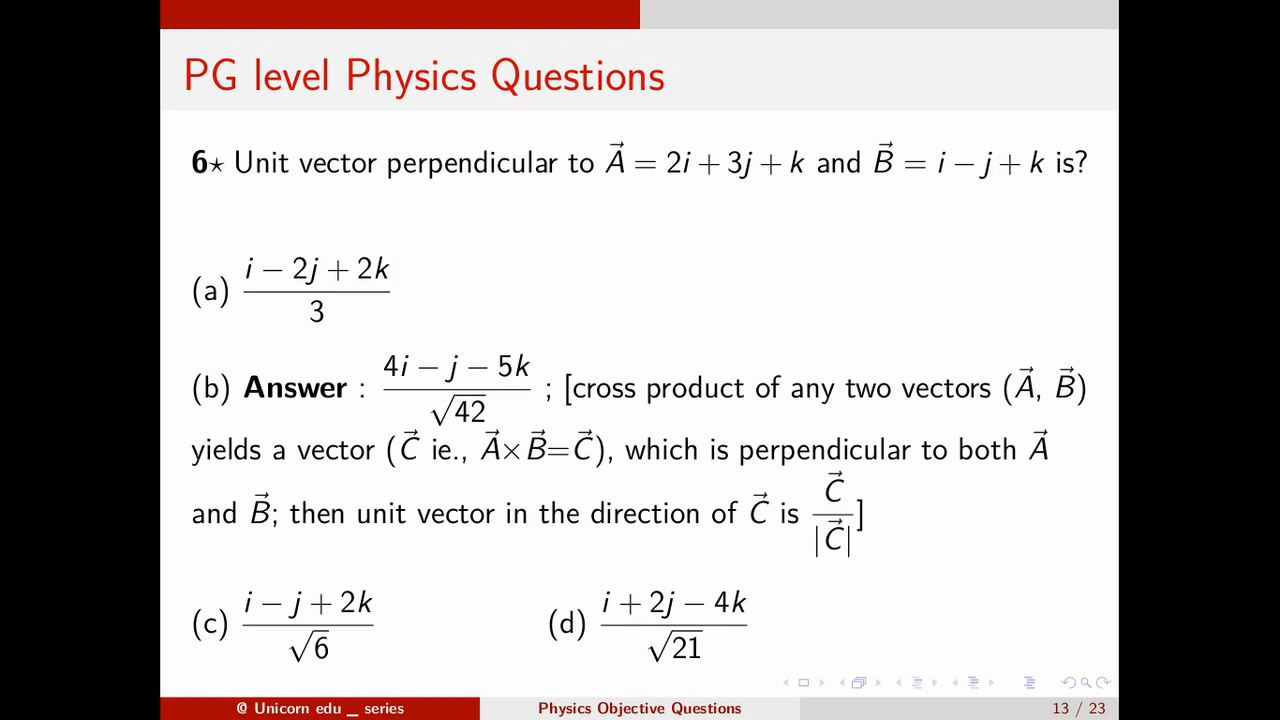 PG level Physics Questions
6⋆ Unit vector perpendicular to A⃗ = 2i + 3j + k and B⃗ = i − j + k is?
(a) (i − 2j + 2k)/3
(b) Answer : (4i − j − 5k)/√42 ; [cross product of any two vectors (A⃗, B⃗)
yields a vector (C⃗ ie., A⃗×B⃗=C⃗), which is perpendicular to both A⃗
and B⃗; then unit vector in the direction of C⃗ is C⃗/|C⃗|]
(c) (i − j + 2k)/√6 (d) (i + 2j − 4k)/√21
@ Unicorn edu _ series Physics Objective Questions 13 / 23